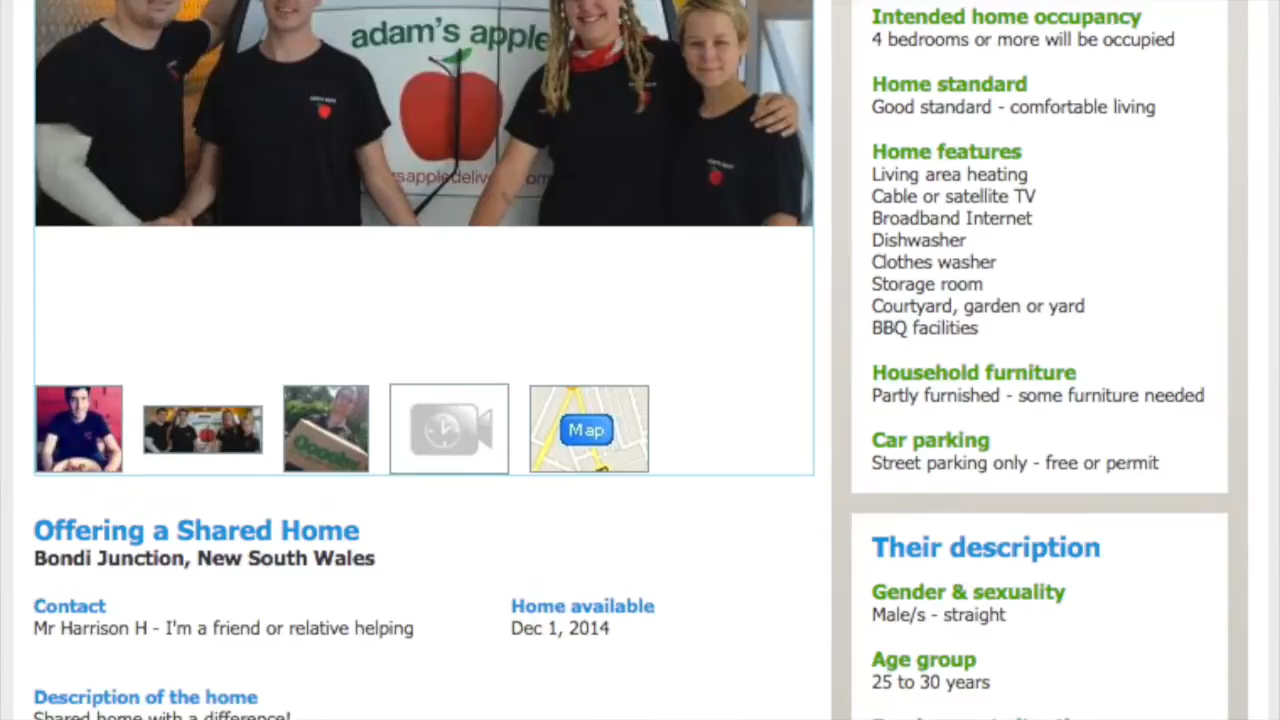 adam's apple
Map
Offering a Shared Home
Bondi Junction, New South Wales
Contact
Mr Harrison H - I'm a friend or relative helping
Home available
Dec 1, 2014
Description of the home
Shared home with a difference!
Intended home occupancy
4 bedrooms or more will be occupied
Home standard
Good standard - comfortable living
Home features
Living area heating
Cable or satellite TV
Broadband Internet
Dishwasher
Clothes washer
Storage room
Courtyard, garden or yard
BBQ facilities
Household furniture
Partly furnished - some furniture needed
Car parking
Street parking only - free or permit
Their description
Gender & sexuality
Male/s - straight
Age group
25 to 30 years